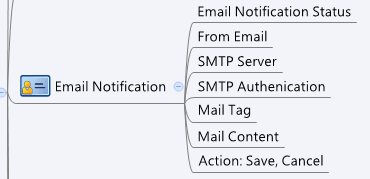 Email Notification Status
From Email
SMTP Server
Email Notification
SMTP Authenication
Mail Tag
Mail Content
Action: Save, Cancel